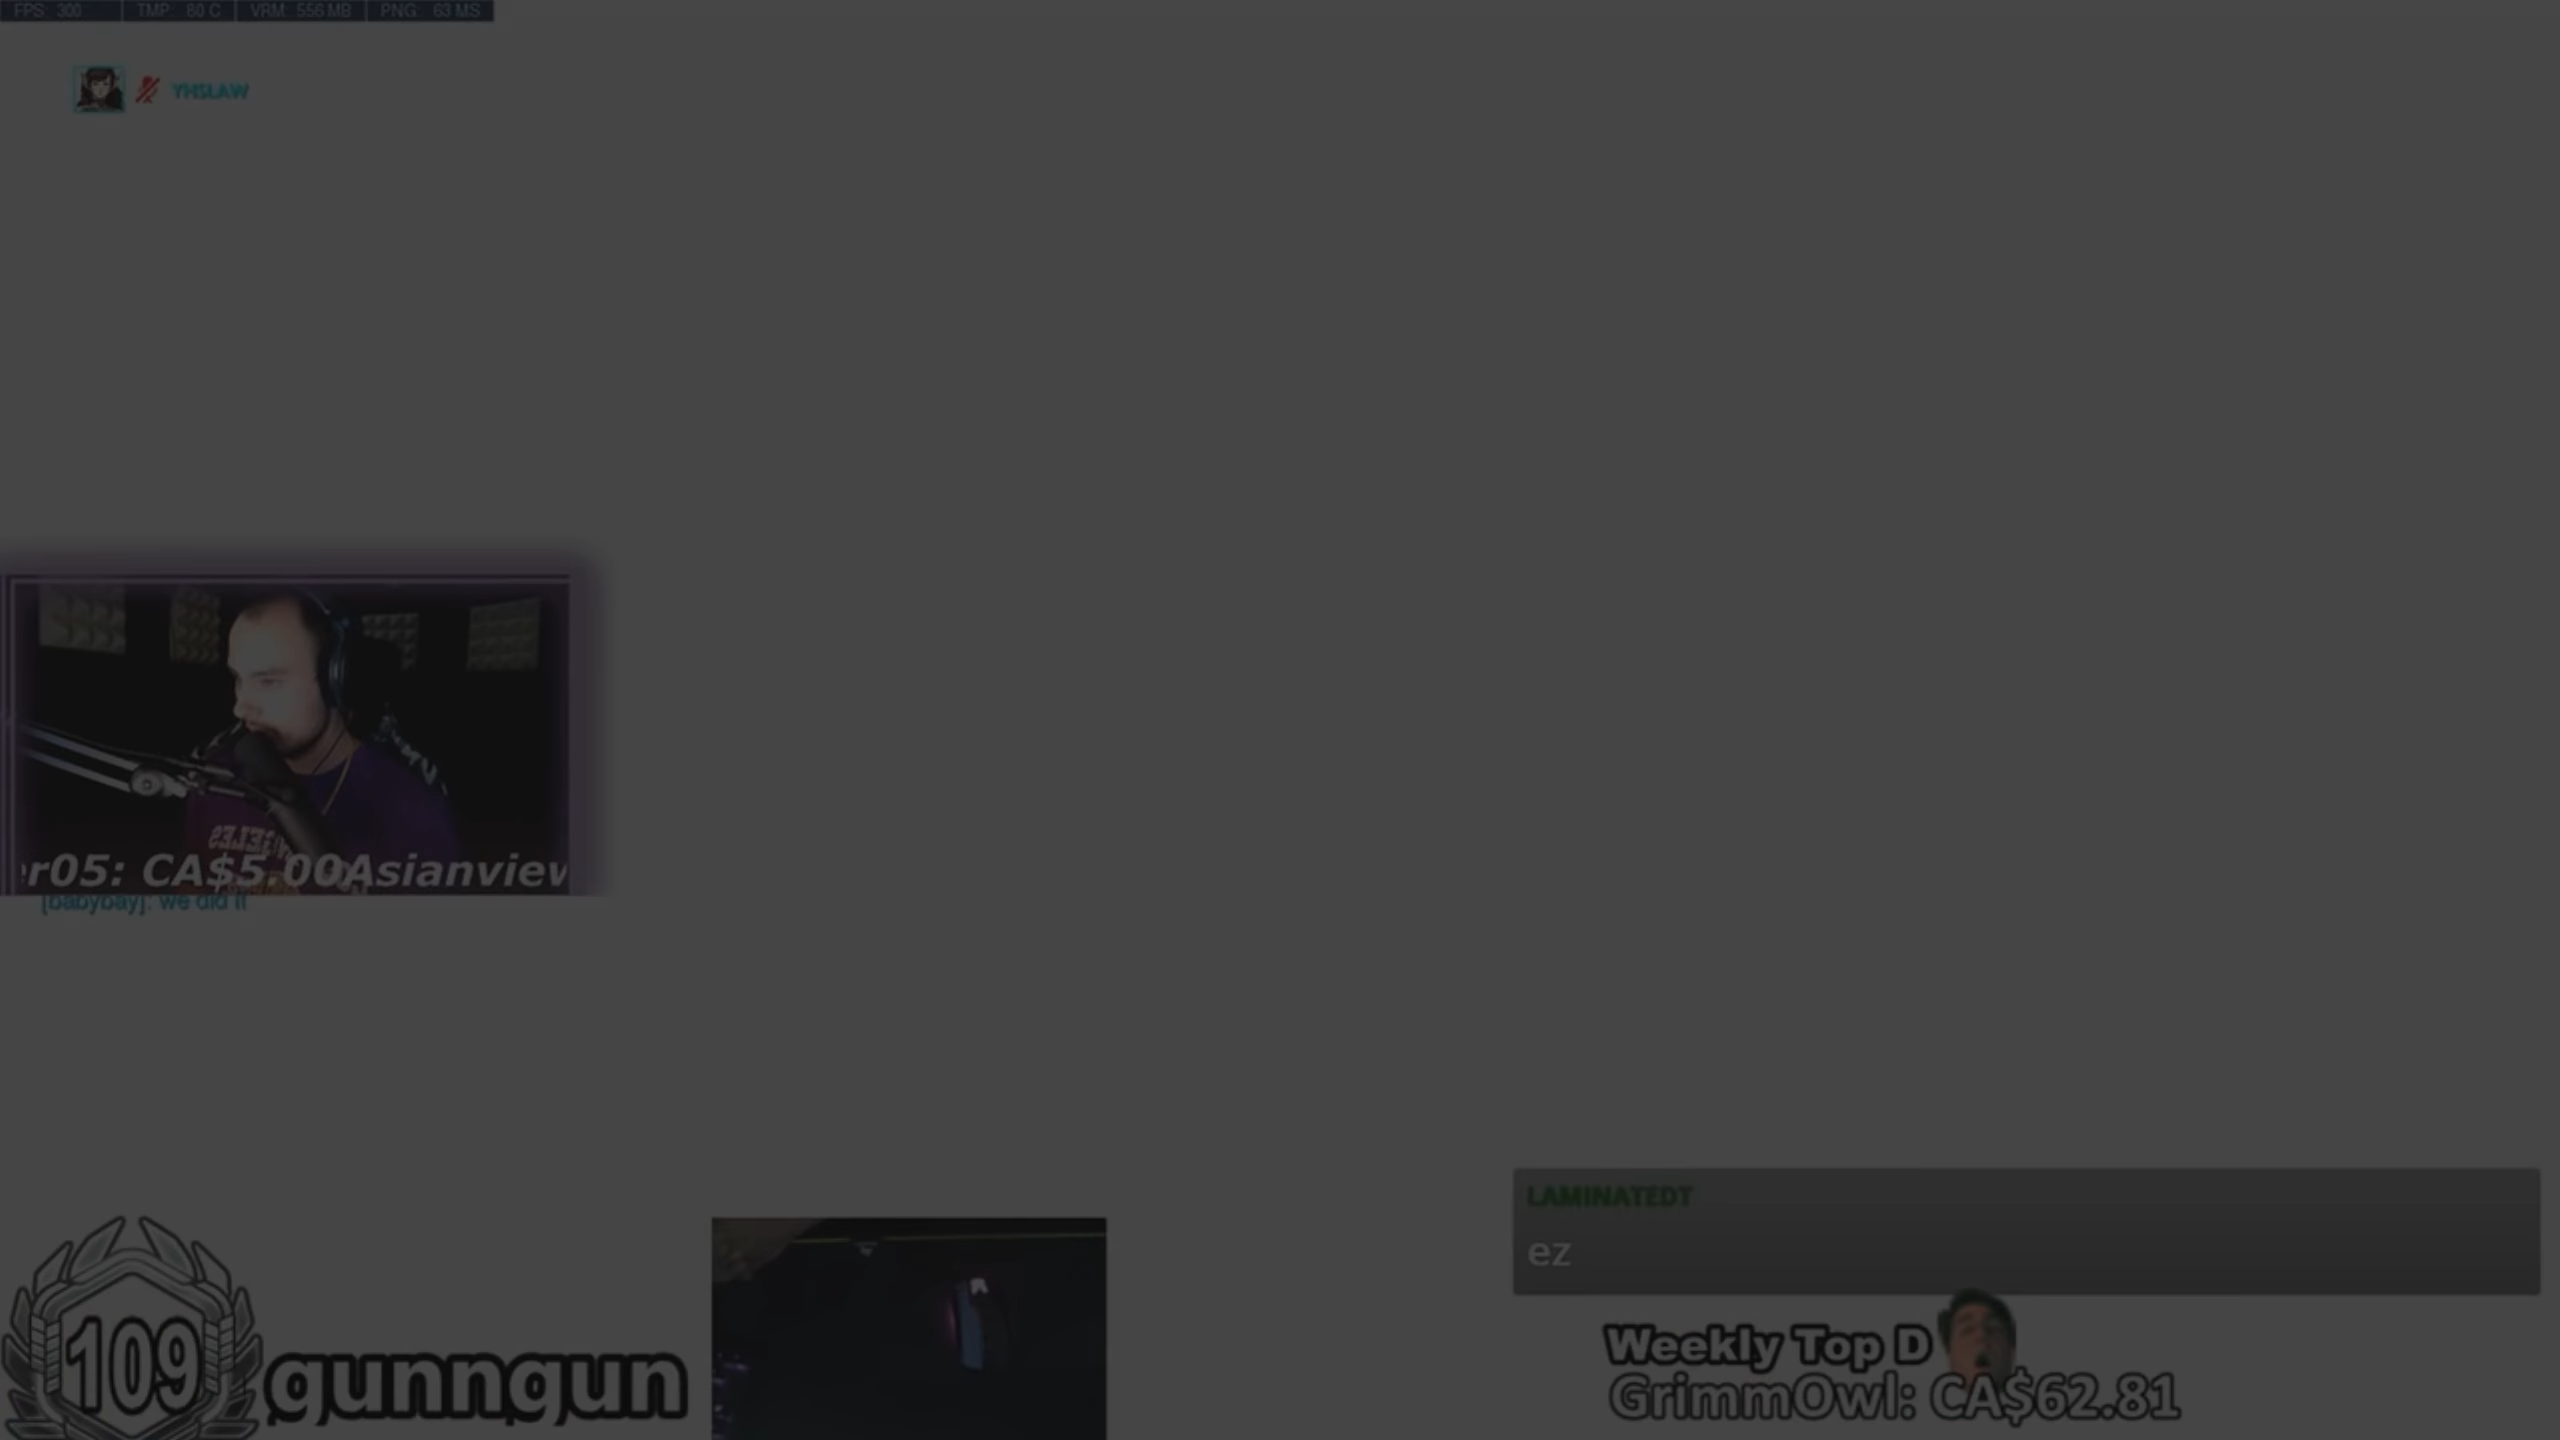 FPS: 300 TMP: 80 C VRM: 556 MB PNG: 63 MS
YHSLAW
r05: CA$5.00Asianview
[babybay]: we did it
LAMINATEDT
ez
109 gunngun
Weekly Top D
GrimmOwl: CA$62.81